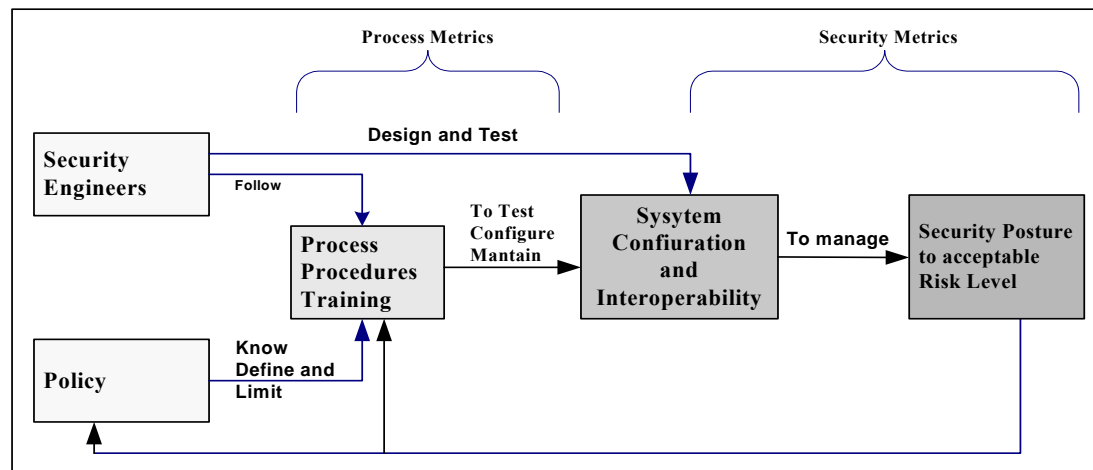 Process Metrics
Security Metrics
Design and Test
Security
Engineers
Follow
Process
Procedures
Training
To Test
Configure
Mantain
Sysytem
Confiuration
and
Interoperability
To manage
Security Posture
to acceptable
Risk Level
Policy
Know
Define and
Limit